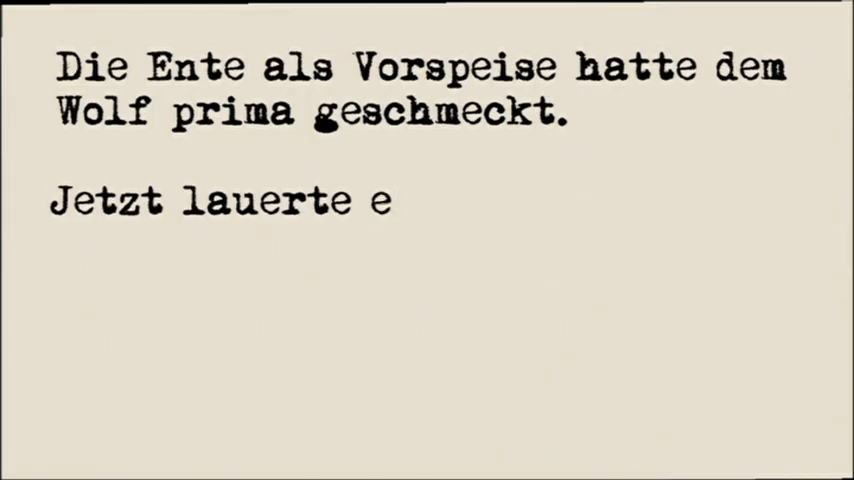 Die Ente als Vorspeise hatte dem
Wolf prima geschmeckt.
Jetzt lauerte e